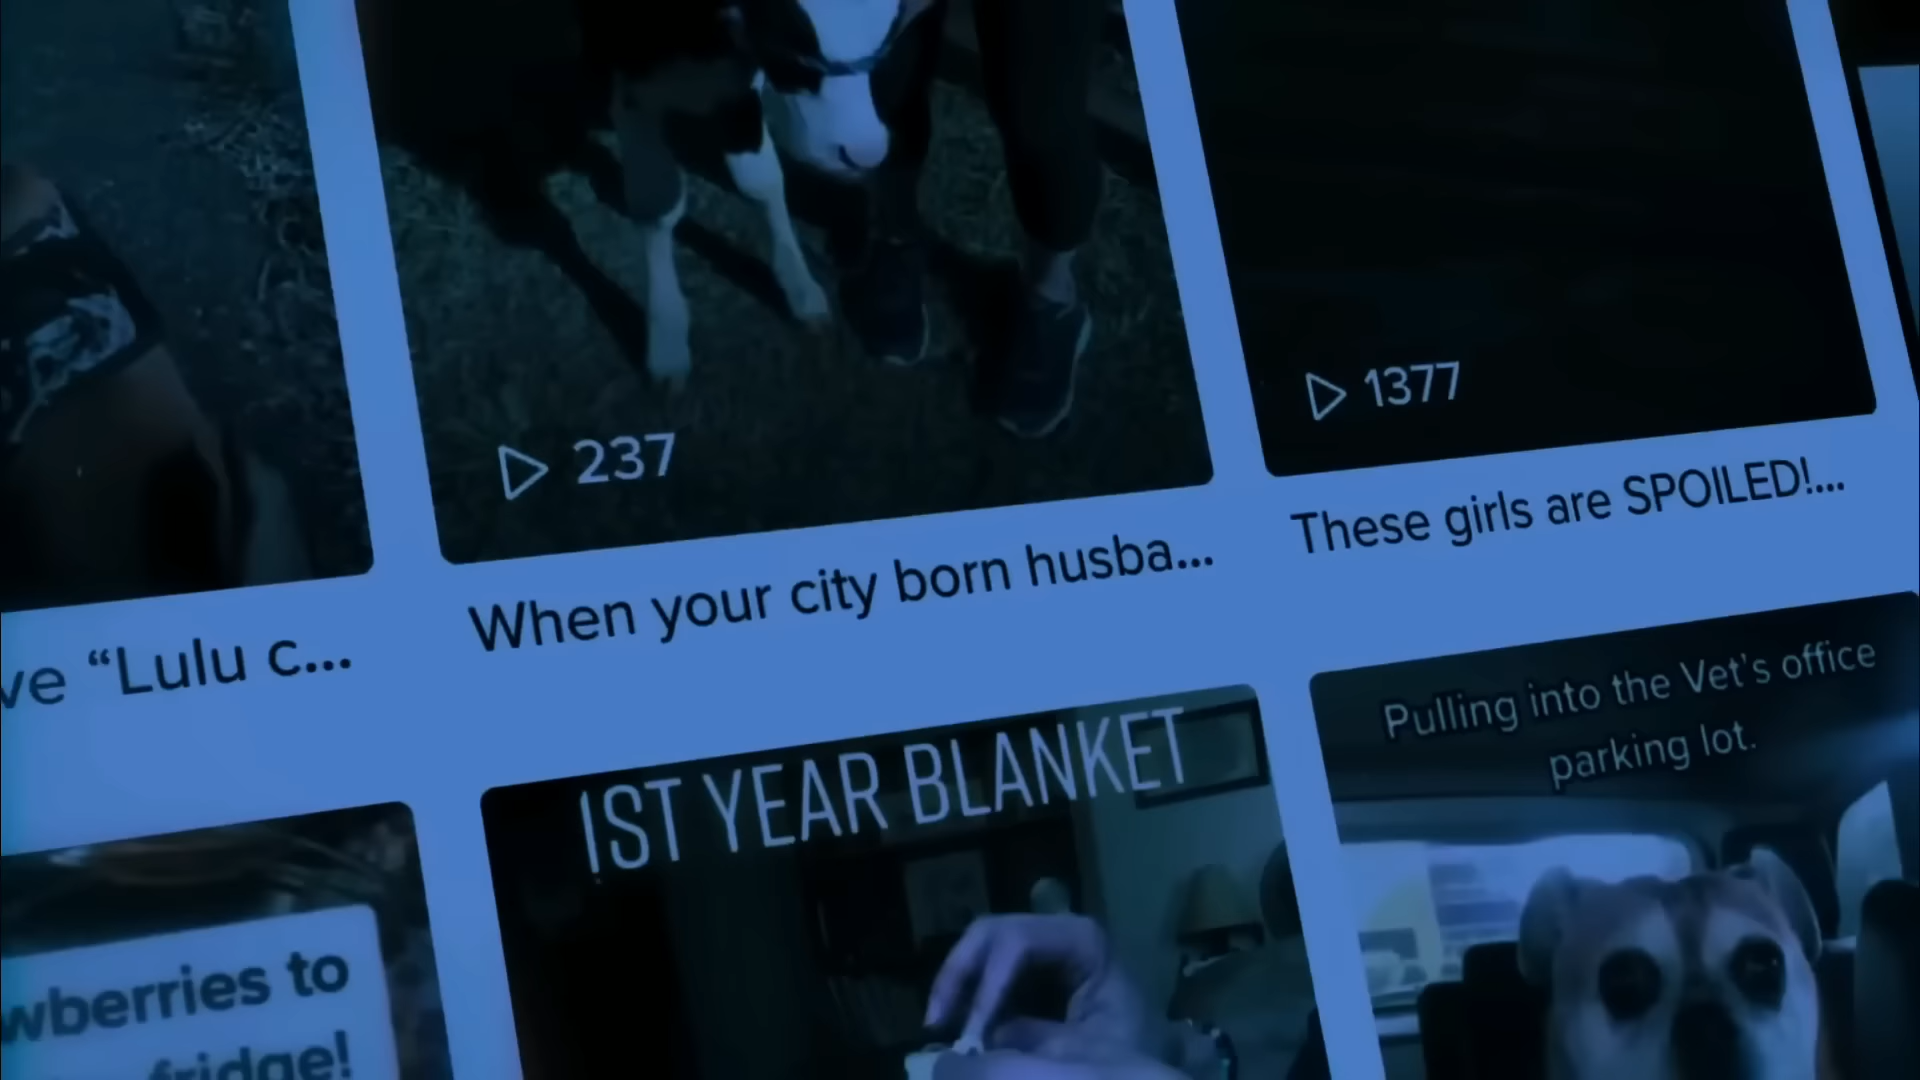 237
1377
ve “Lulu c...
When your city born husba...
These girls are SPOILED!...
wberries to
fridge!
1ST YEAR BLANKET
Pulling into the Vet's office
parking lot.